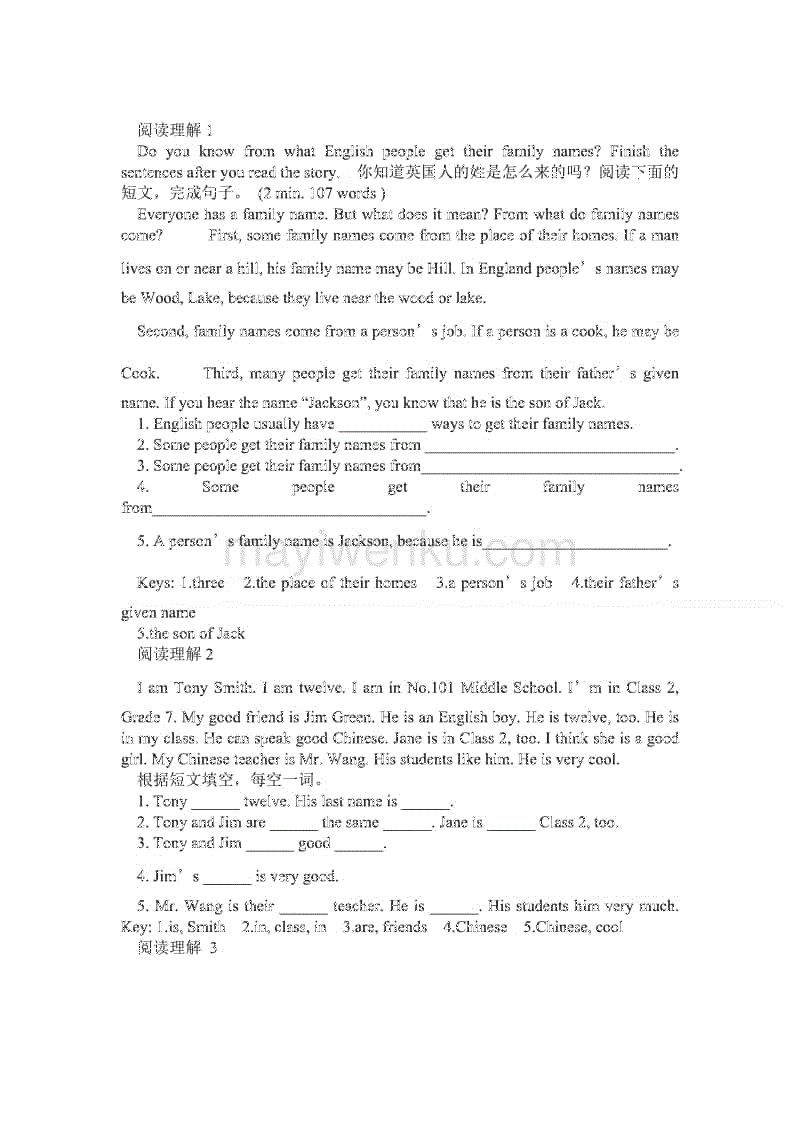 阅读理解 1
Do you know from what English people get their family names? Finish the
sentences after you read the story. 你知道英国人的姓是怎么来的吗？阅读下面的
短文，完成句子。 (2 min. 107 words )
Everyone has a family name. But what does it mean? From what do family names
come? First, some family names come from the place of their homes. If a man
lives on or near a hill, his family name may be Hill. In England people’s names may
be Wood, Lake, because they live near the wood or lake.
Second, family names come from a person’s job. If a person is a cook, he may be
Cook. Third, many people get their family names from their father’s given
name. If you hear the name “Jackson”, you know that he is the son of Jack.
1. English people usually have ___________ ways to get their family names.
2. Some people get their family names from _______________________________.
3. Some people get their family names from________________________________.
4. Some people get their family names
from__________________________________.
5. A person’s family name is Jackson, because he is_______________________.
mayiwenku.com
Keys: 1.three 2.the place of their homes 3.a person’s job 4.their father’s
given name
5.the son of Jack
阅读理解 2
I am Tony Smith. I am twelve. I am in No.101 Middle School. I’m in Class 2,
Grade 7. My good friend is Jim Green. He is an English boy. He is twelve, too. He is
in my class. He can speak good Chinese. Jane is in Class 2, too. I think she is a good
girl. My Chinese teacher is Mr. Wang. His students like him. He is very cool.
根据短文填空，每空一词。
1. Tony ______ twelve. His last name is ______.
2. Tony and Jim are ______ the same ______. Jane is ______ Class 2, too.
3. Tony and Jim ______ good ______.
4. Jim’s ______ is very good.
5. Mr. Wang is their ______ teacher. He is ______. His students him very much.
Key: 1.is, Smith 2.in, class, in 3.are, friends 4.Chinese 5.Chinese, cool
阅读理解 3